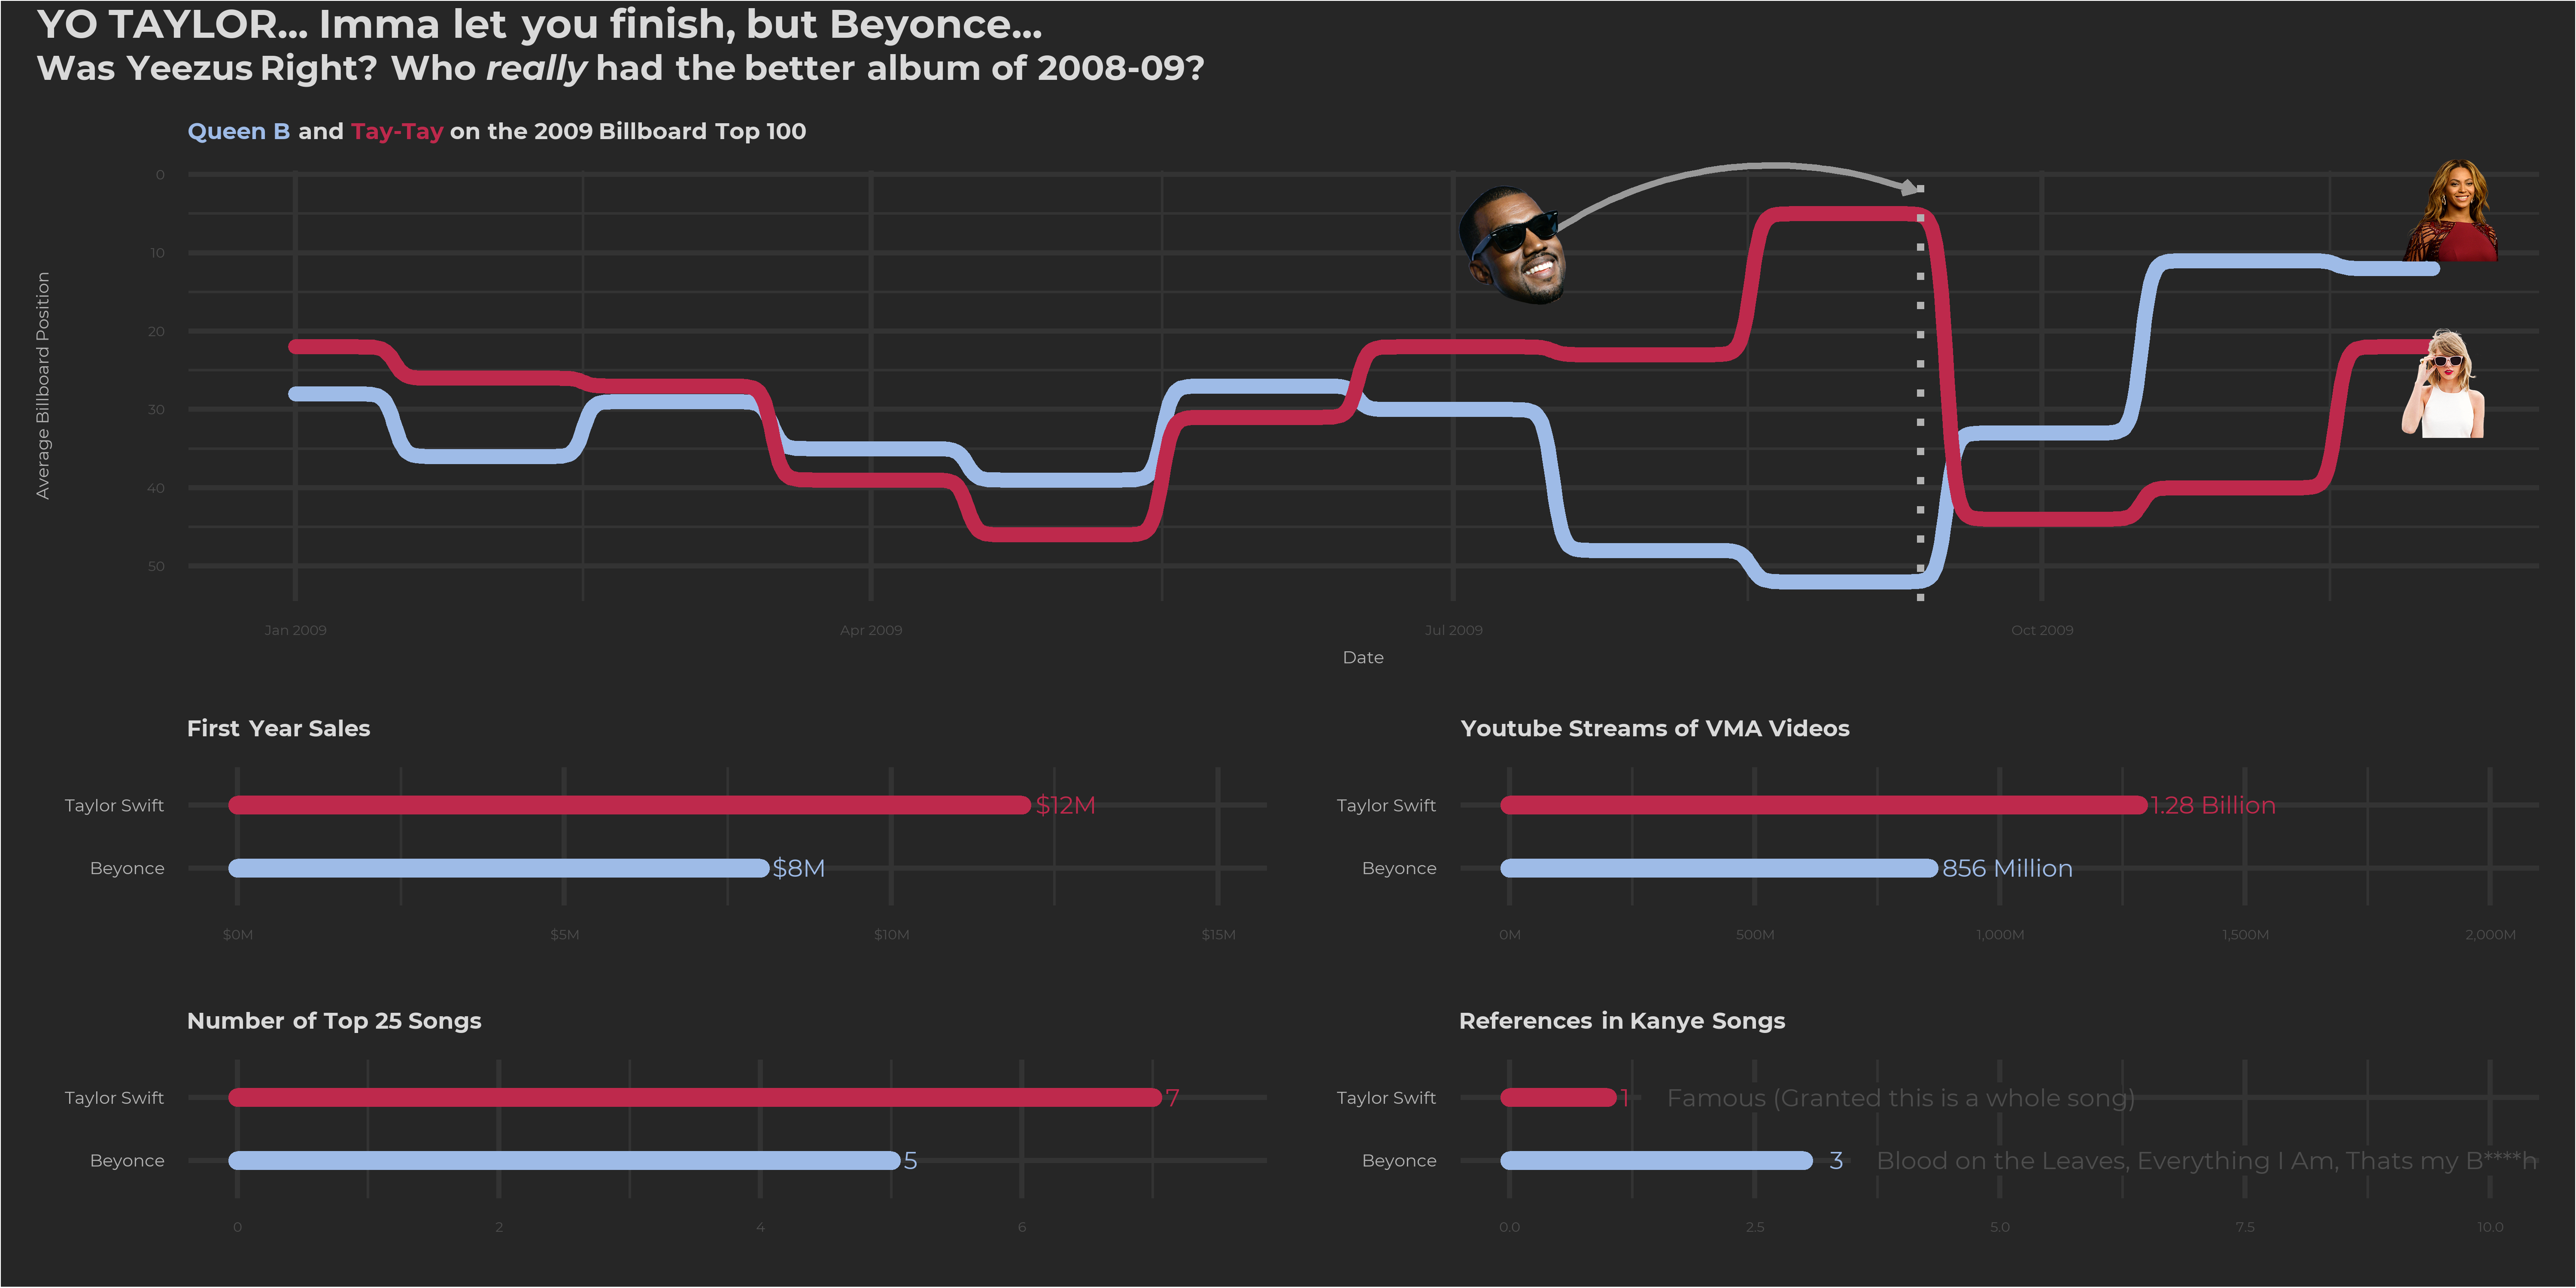 YO TAYLOR... Imma let you finish, but Beyonce...
Was Yeezus Right? Who really had the better album of 2008-09?
Queen B and Tay-Tay on the 2009 Billboard Top 100
Average Billboard Position
0
10
20
30
40
50
Jan 2009
Apr 2009
Jul 2009
Oct 2009
Date
First Year Sales
Taylor Swift
$12M
Beyonce
$8M
$0M
$5M
$10M
$15M
Youtube Streams of VMA Videos
Taylor Swift
1.28 Billion
Beyonce
856 Million
0M
500M
1,000M
1,500M
2,000M
Number of Top 25 Songs
Taylor Swift
7
Beyonce
5
0
2
4
6
References in Kanye Songs
Taylor Swift
1
Famous (Granted this is a whole song)
Beyonce
3
Blood on the Leaves, Everything I Am, Thats my B****h
0.0
2.5
5.0
7.5
10.0